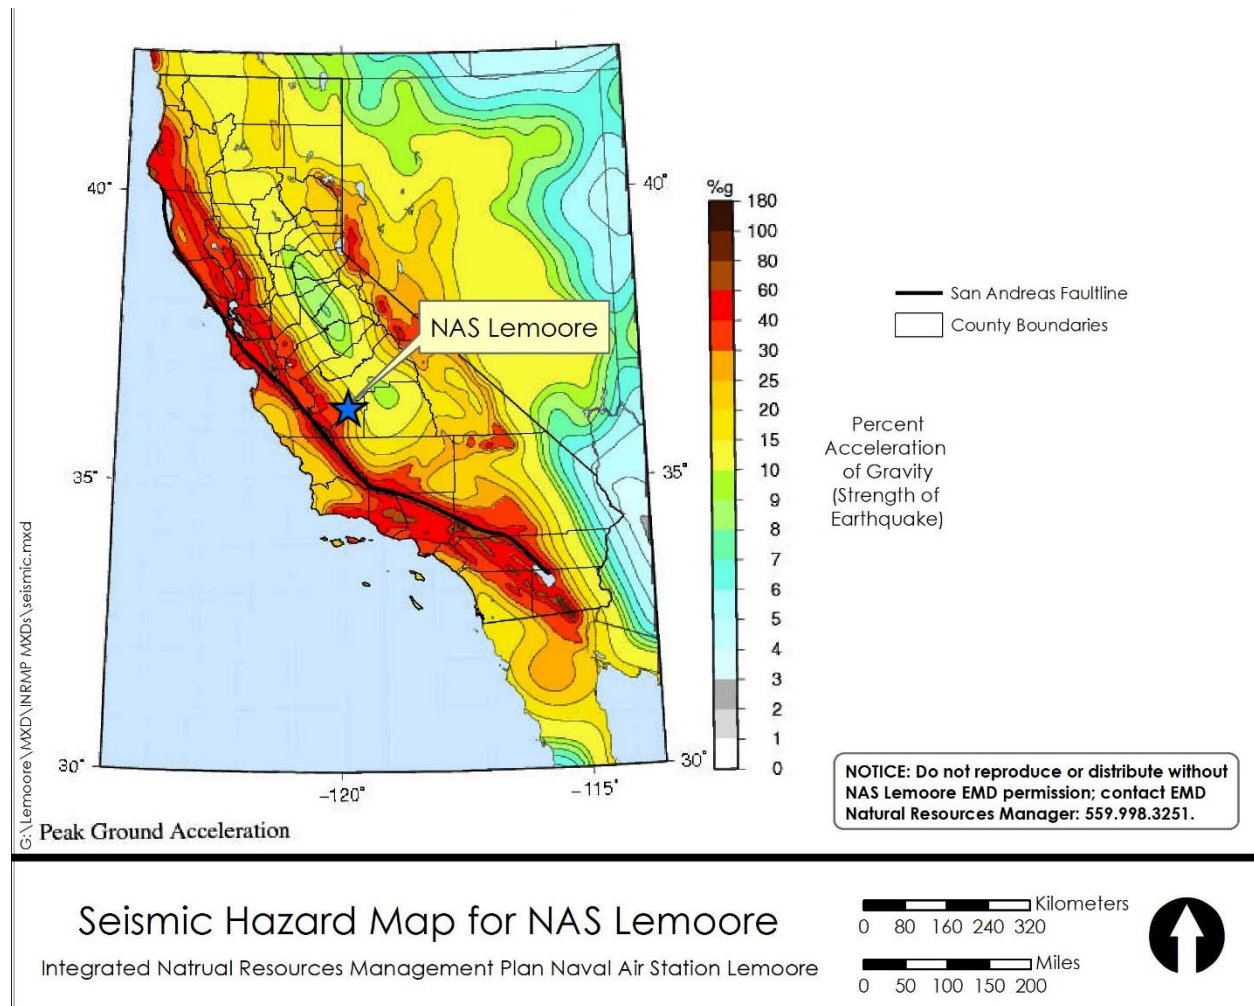 40°
35°
30°
-120°
-115°
40°
35°
30°
NAS Lemoore
%g
180
100
80
60
40
30
25
20
15
10
9
8
7
6
5
4
3
2
1
0
San Andreas Faultline
County Boundaries
Percent
Acceleration
of Gravity
(Strength of
Earthquake)
G:\Lemoore\MXD\INRMP MXDs\seismic.mxd
Peak Ground Acceleration
NOTICE: Do not reproduce or distribute without
NAS Lemoore EMD permission; contact EMD
Natural Resources Manager: 559.998.3251.
Seismic Hazard Map for NAS Lemoore
Integrated Natrual Resources Management Plan Naval Air Station Lemoore
Kilometers
0 80 160 240 320
Miles
0 50 100 150 200